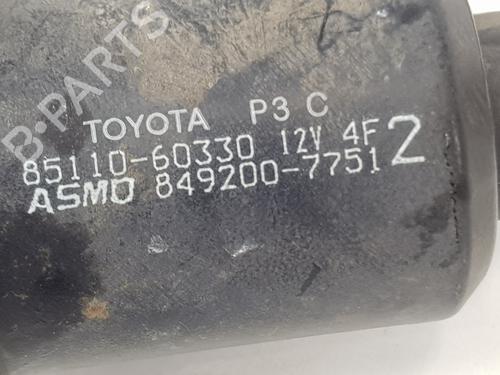 B-PARTS
TOYOTA P3 C
85110-60330 12V 4F
ASMO 849200-7751 2